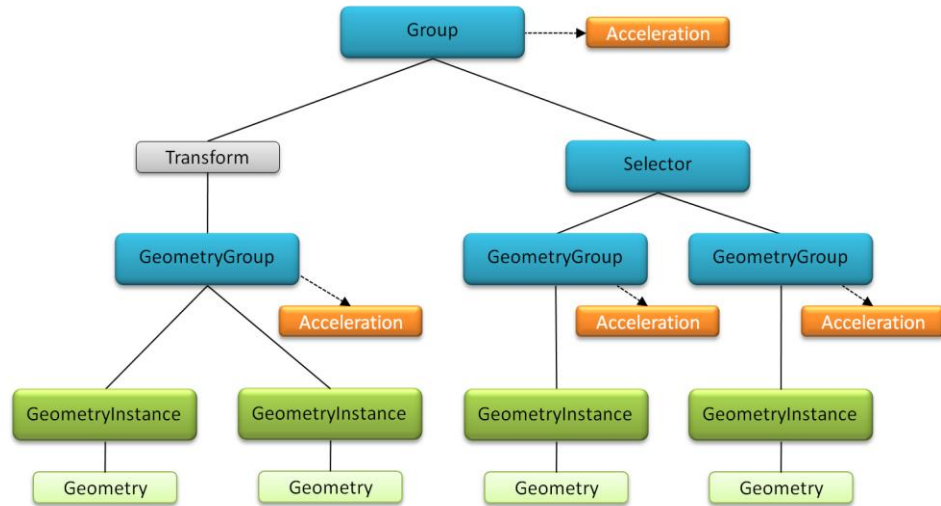 Group
Acceleration
Transform
Selector
GeometryGroup
GeometryGroup
GeometryGroup
Acceleration
Acceleration
Acceleration
GeometryInstance
GeometryInstance
GeometryInstance
GeometryInstance
Geometry
Geometry
Geometry
Geometry